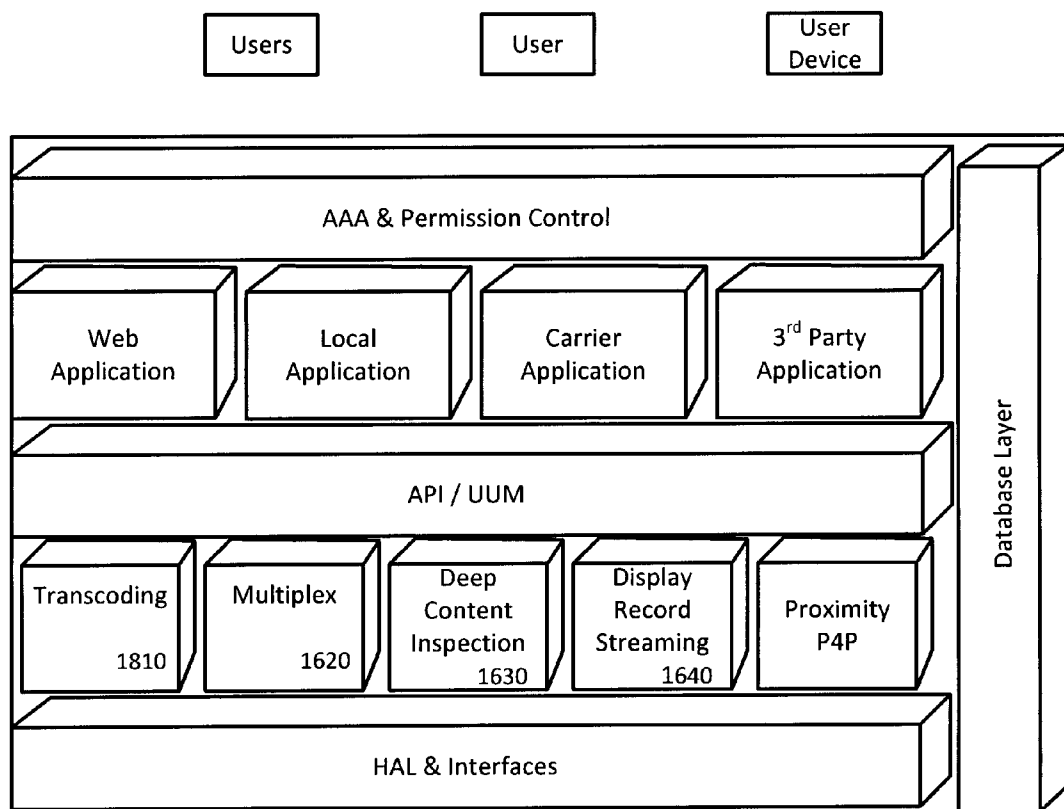 Users
User
User
Device
AAA & Permission Control
Web
Application
Local
Application
Carrier
Application
3rd Party
Application
API / UUM
Transcoding
1810
Multiplex
1620
Deep
Content
Inspection
1630
Display
Record
Streaming
1640
Proximity
P4P
HAL & Interfaces
Database Layer